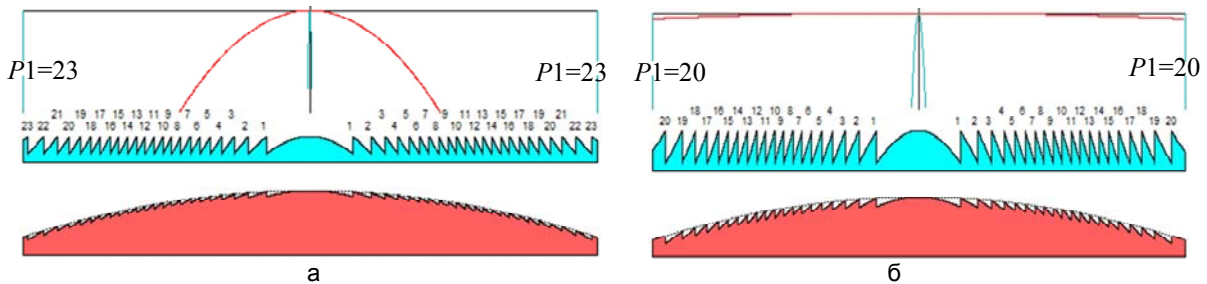 P1=23
P1=23
21 19 17 15 13 11 9 7 5 3
3 5 7 9 11 13 15 17 19 21
23 22 20 18 16 14 12 10 8 6 4 2 1
1 2 4 6 8 10 12 14 16 18 20 22 23
а
P1=20
P1=20
18 16 14 12 10 8 6 4
4 6 8 10 12 14 16 18
20 19 17 15 13 11 9 7 5 3 2 1
1 2 3 5 7 9 11 13 15 17 19 20
б